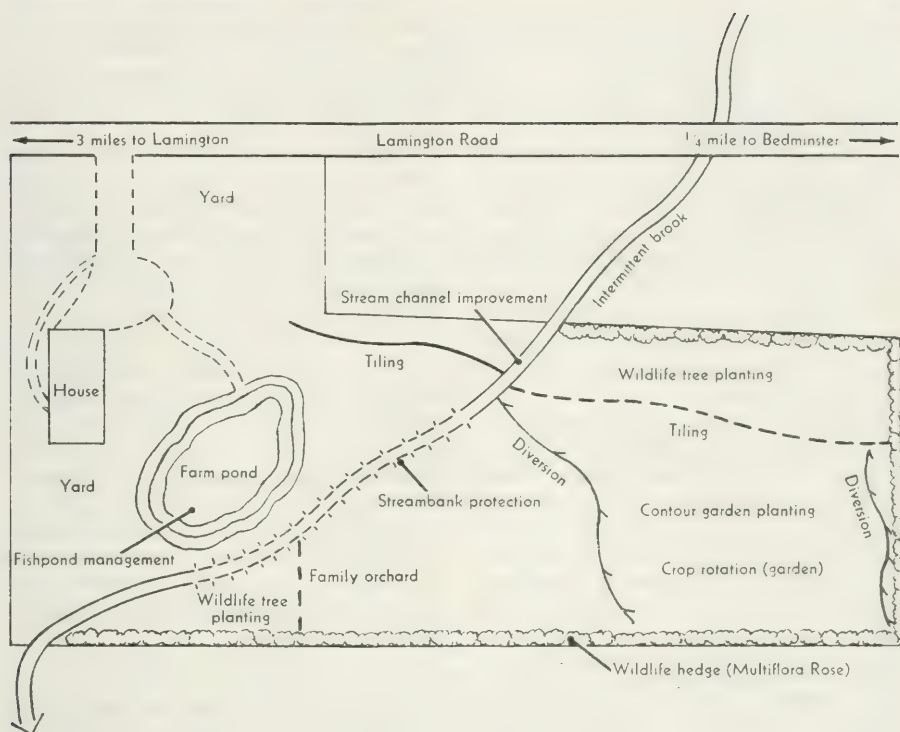 3 miles to Lamington
Lamington Road
1/4 mile to Bedminster
Yard
Intermittent brook
Stream channel improvement
Tiling
Wildlife tree planting
House
Tiling
Farm pond
Diversion
Yard
Streambank protection
Diversion
Contour garden planting
Fishpond management
Family orchard
Crop rotation (garden)
Wildlife tree
planting
Wildlife hedge (Multiflora Rose)